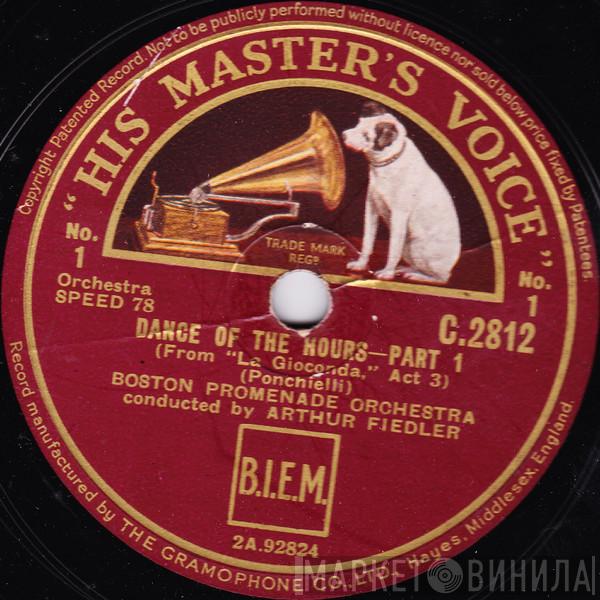 Copyright Patented Record. Not to be publicly performed without licence nor sold below price fixed by Patentees.
"HIS MASTER'S VOICE"
TRADE MARK
REGD
No.
1
No.
1
Orchestra
SPEED 78
C.2812
DANCE OF THE HOURS—PART 1
(From "La Gioconda," Act 3)
(Ponchielli)
BOSTON PROMENADE ORCHESTRA
conducted by ARTHUR FIEDLER
B.I.E.M.
2A.92824
Record manufactured by THE GRAMOPHONE CO., LTD., Hayes, Middlesex, England.
МАРКЕТ ВИНИЛА